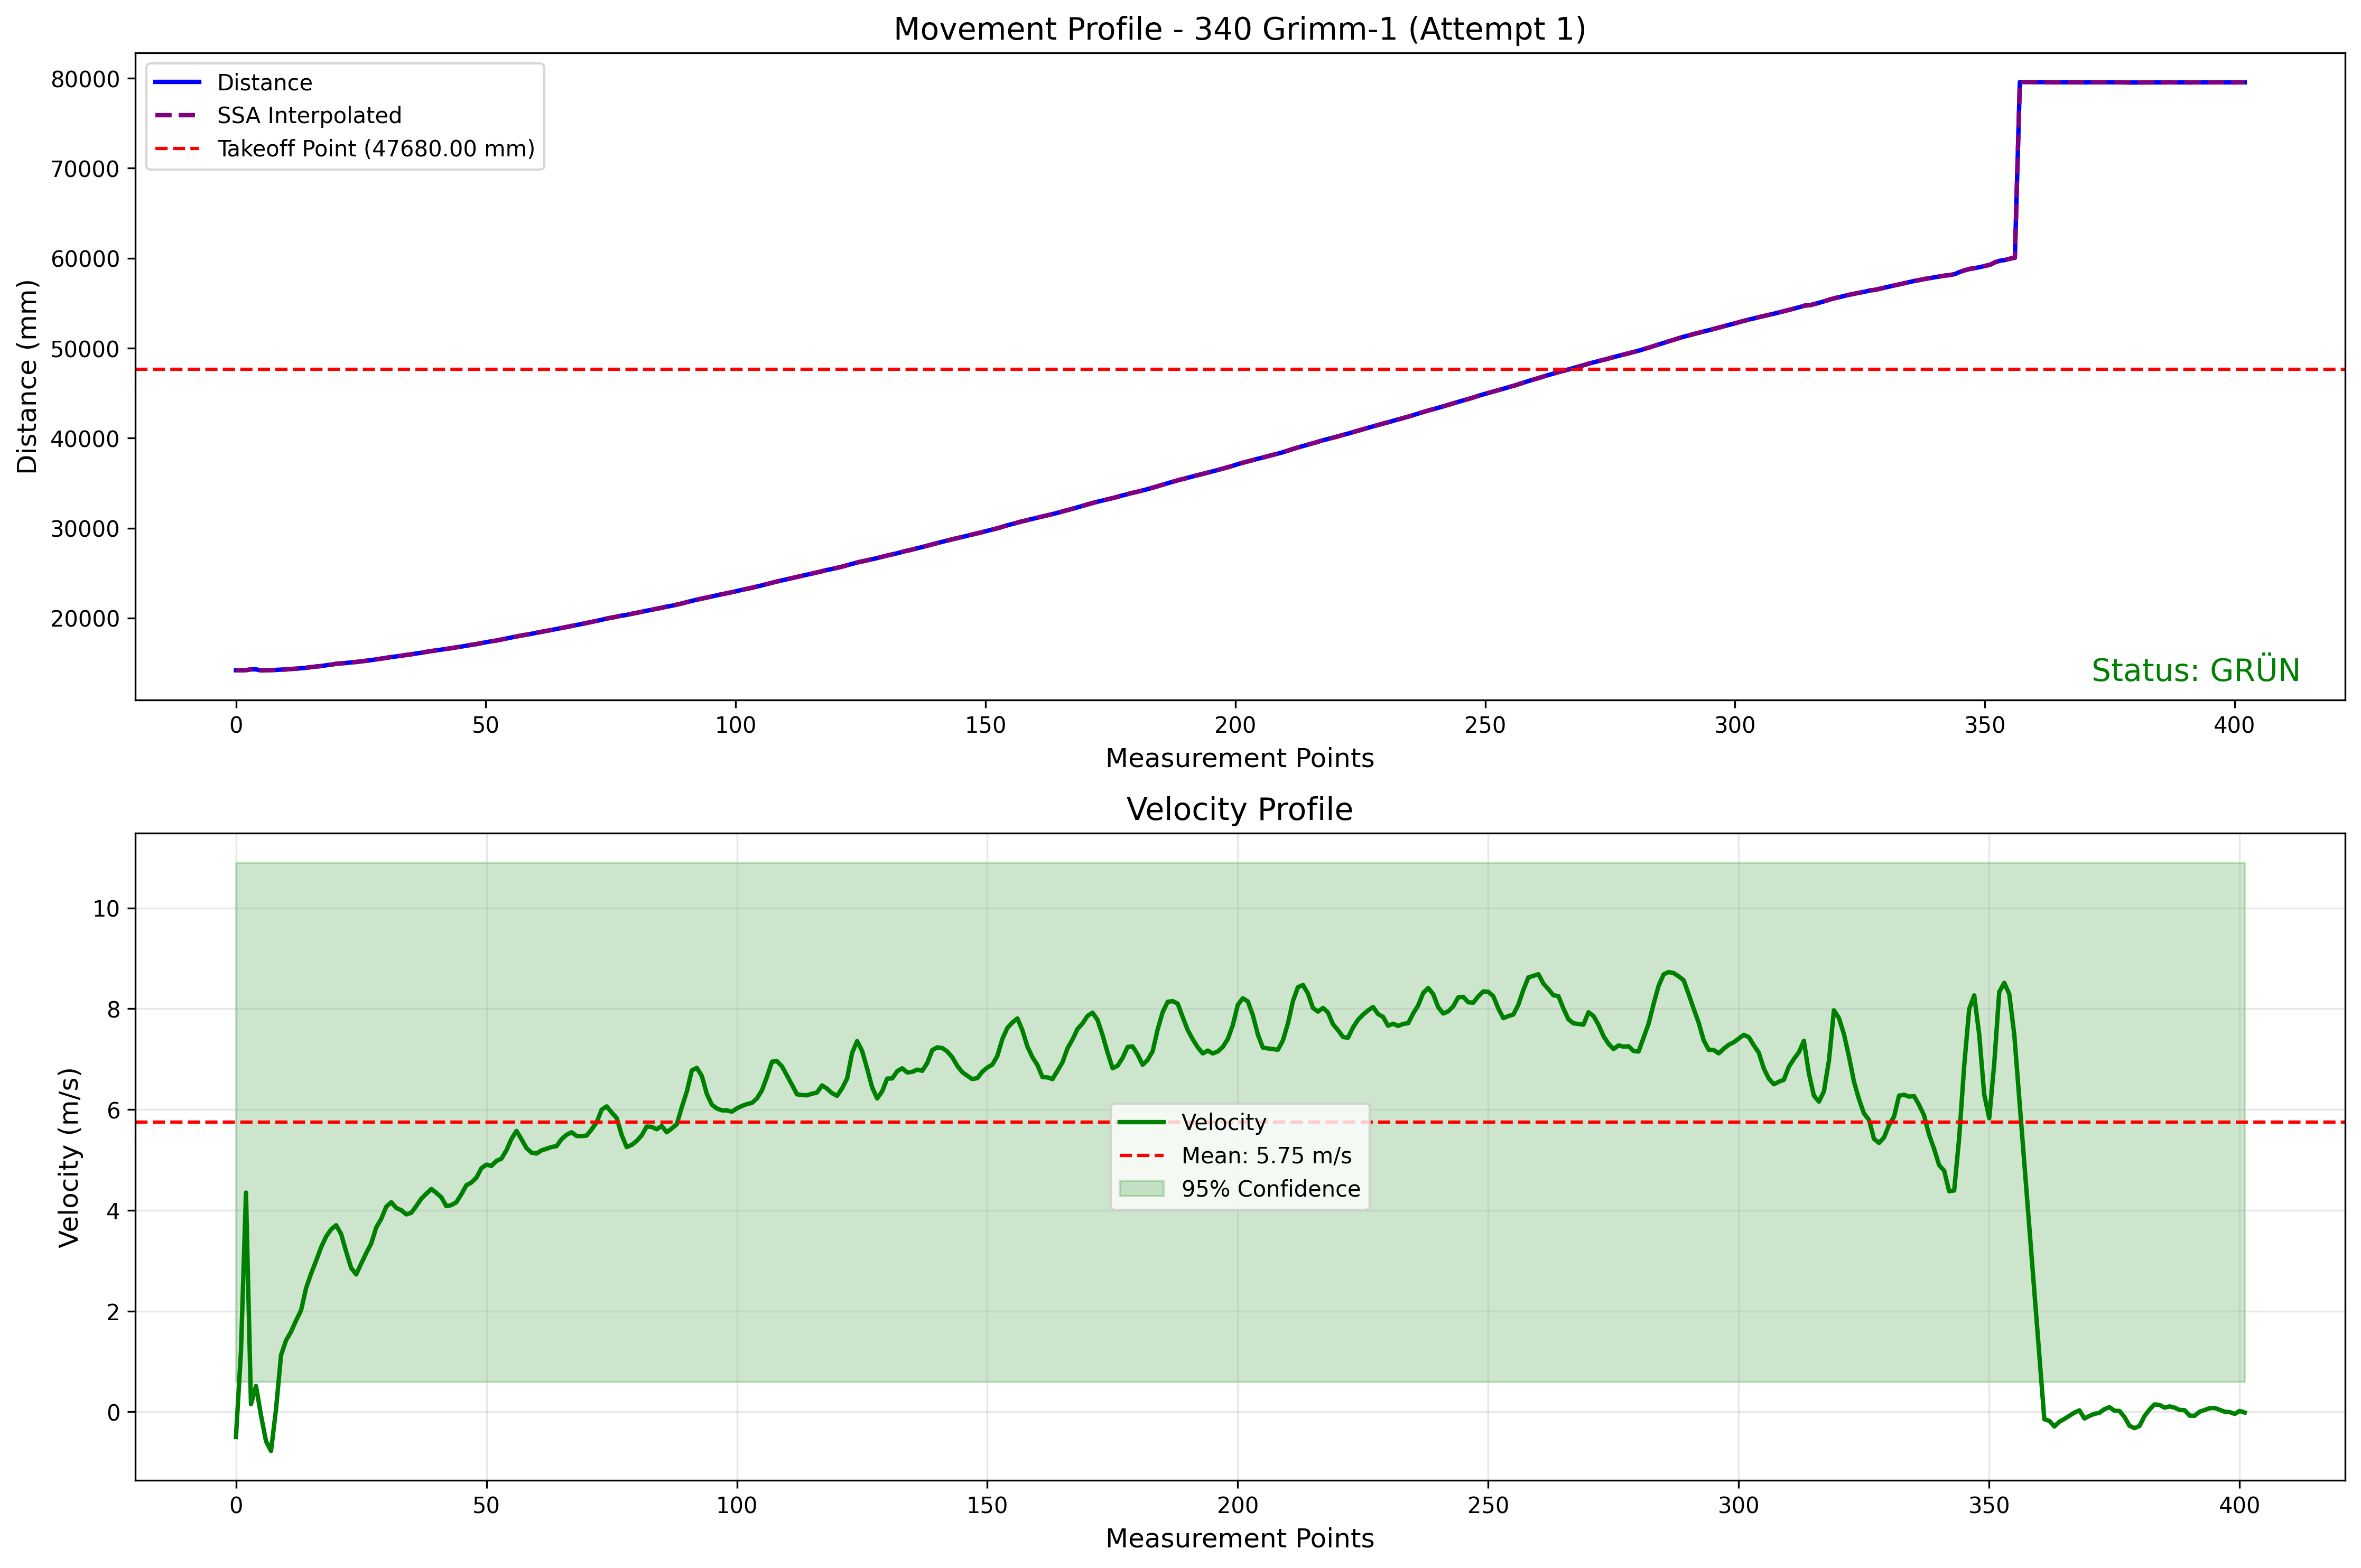 Movement Profile - 340 Grimm-1 (Attempt 1)
Distance
SSA Interpolated
Takeoff Point (47680.00 mm)
Distance (mm)
80000
70000
60000
50000
40000
30000
20000
Status: GRÜN
0 50 100 150 200 250 300 350 400
Measurement Points
Velocity Profile
Velocity (m/s)
10
8
6
4
2
0
Velocity
Mean: 5.75 m/s
95% Confidence
0 50 100 150 200 250 300 350 400
Measurement Points